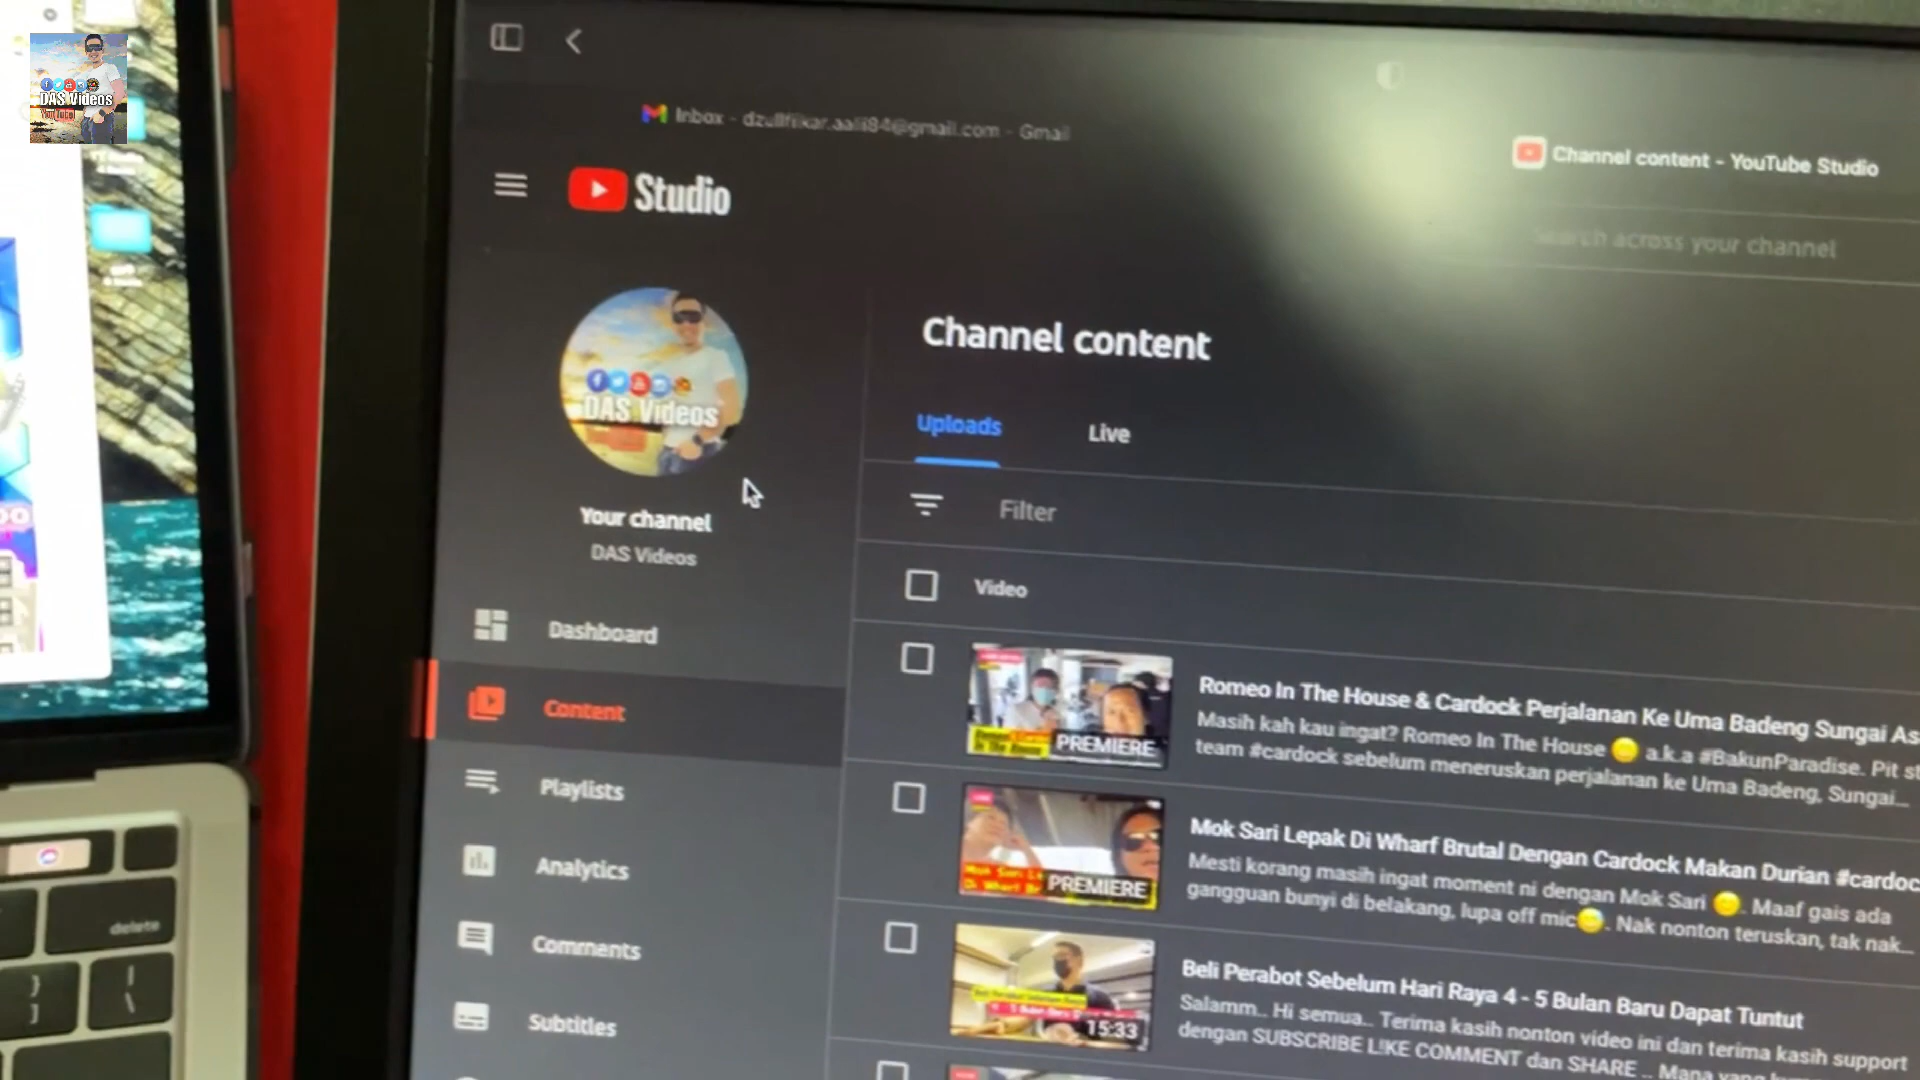 DAS Videos
YouTube
Inbox - dzullfiikar.aali84@gmail.com - Gmail
Channel content - YouTube Studio
Studio
Search across your channel
DAS Videos
Channel content
Uploads
Live
Your channel
DAS Videos
Filter
Video
Dashboard
Content
Playlists
Analytics
Comments
Subtitles
PREMIERE
Romeo In The House & Cardock Perjalanan Ke Uma Badeng Sungai As
Masih kah kau ingat? Romeo In The House 😊 a.k.a #BakunParadise. Pit st
team #cardock sebelum meneruskan perjalanan ke Uma Badeng, Sungai...
PREMIERE
Mok Sari Lepak Di Wharf Brutal Dengan Cardock Makan Durian #cardoc
Mesti korang masih ingat moment ni dengan Mok Sari 😊. Maaf gais ada
gangguan bunyi di belakang, lupa off mic😅. Nak nonton teruskan, tak nak...
15:33
Beli Perabot Sebelum Hari Raya 4 - 5 Bulan Baru Dapat Tuntut
Salamm.. Hi semua.. Terima kasih nonton video ini dan terima kasih support
dengan SUBSCRIBE L!KE COMMENT dan SHARE .. Mana yang
delete
}
]
|
\